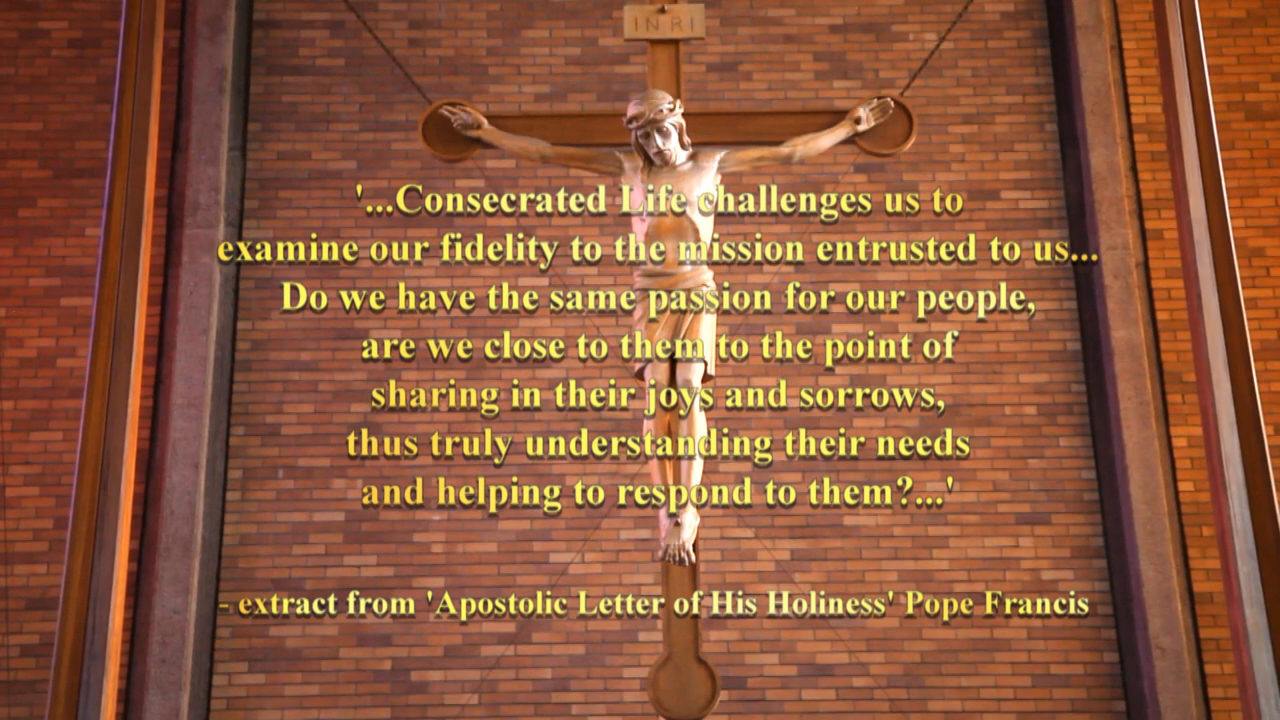 IN RI
'...Consecrated Life challenges us to
examine our fidelity to the mission entrusted to us...
Do we have the same passion for our people,
are we close to them to the point of
sharing in their joys and sorrows,
thus truly understanding their needs
and helping to respond to them?...'
- extract from 'Apostolic Letter of His Holiness' Pope Francis